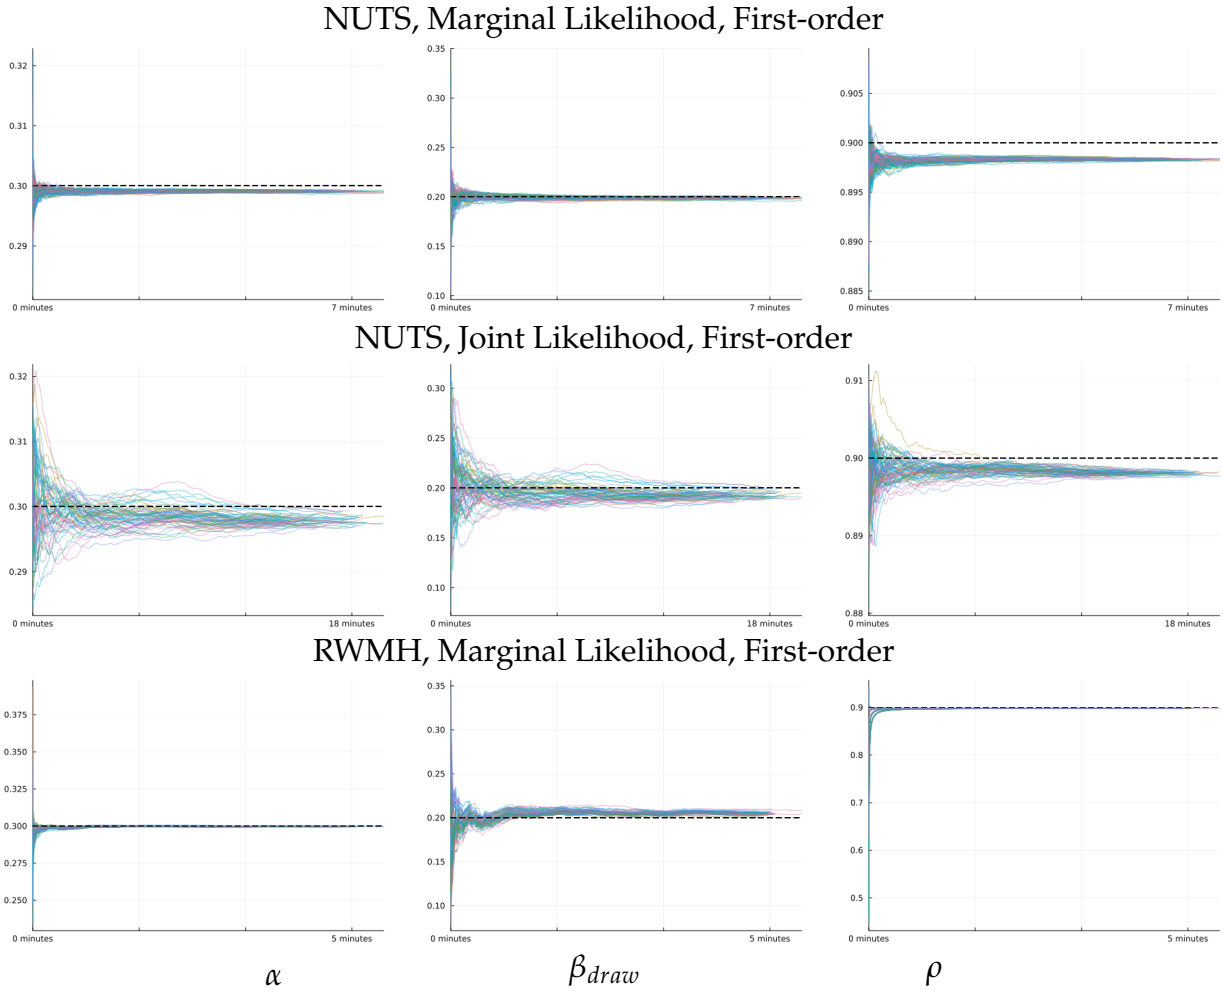 NUTS, Marginal Likelihood, First-order
0.32
0.31
0.30
0.29
0 minutes
7 minutes
0.35
0.30
0.25
0.20
0.15
0.10
0 minutes
7 minutes
0.905
0.900
0.895
0.890
0.885
0 minutes
7 minutes
NUTS, Joint Likelihood, First-order
0.32
0.31
0.30
0.29
0 minutes
18 minutes
0.30
0.25
0.20
0.15
0.10
0 minutes
18 minutes
0.91
0.90
0.89
0.88
0 minutes
18 minutes
RWMH, Marginal Likelihood, First-order
0.375
0.350
0.325
0.300
0.275
0.250
0 minutes
5 minutes
0.35
0.30
0.25
0.20
0.15
0.10
0 minutes
5 minutes
0.9
0.8
0.7
0.6
0.5
0 minutes
5 minutes
α
β_draw
ρ